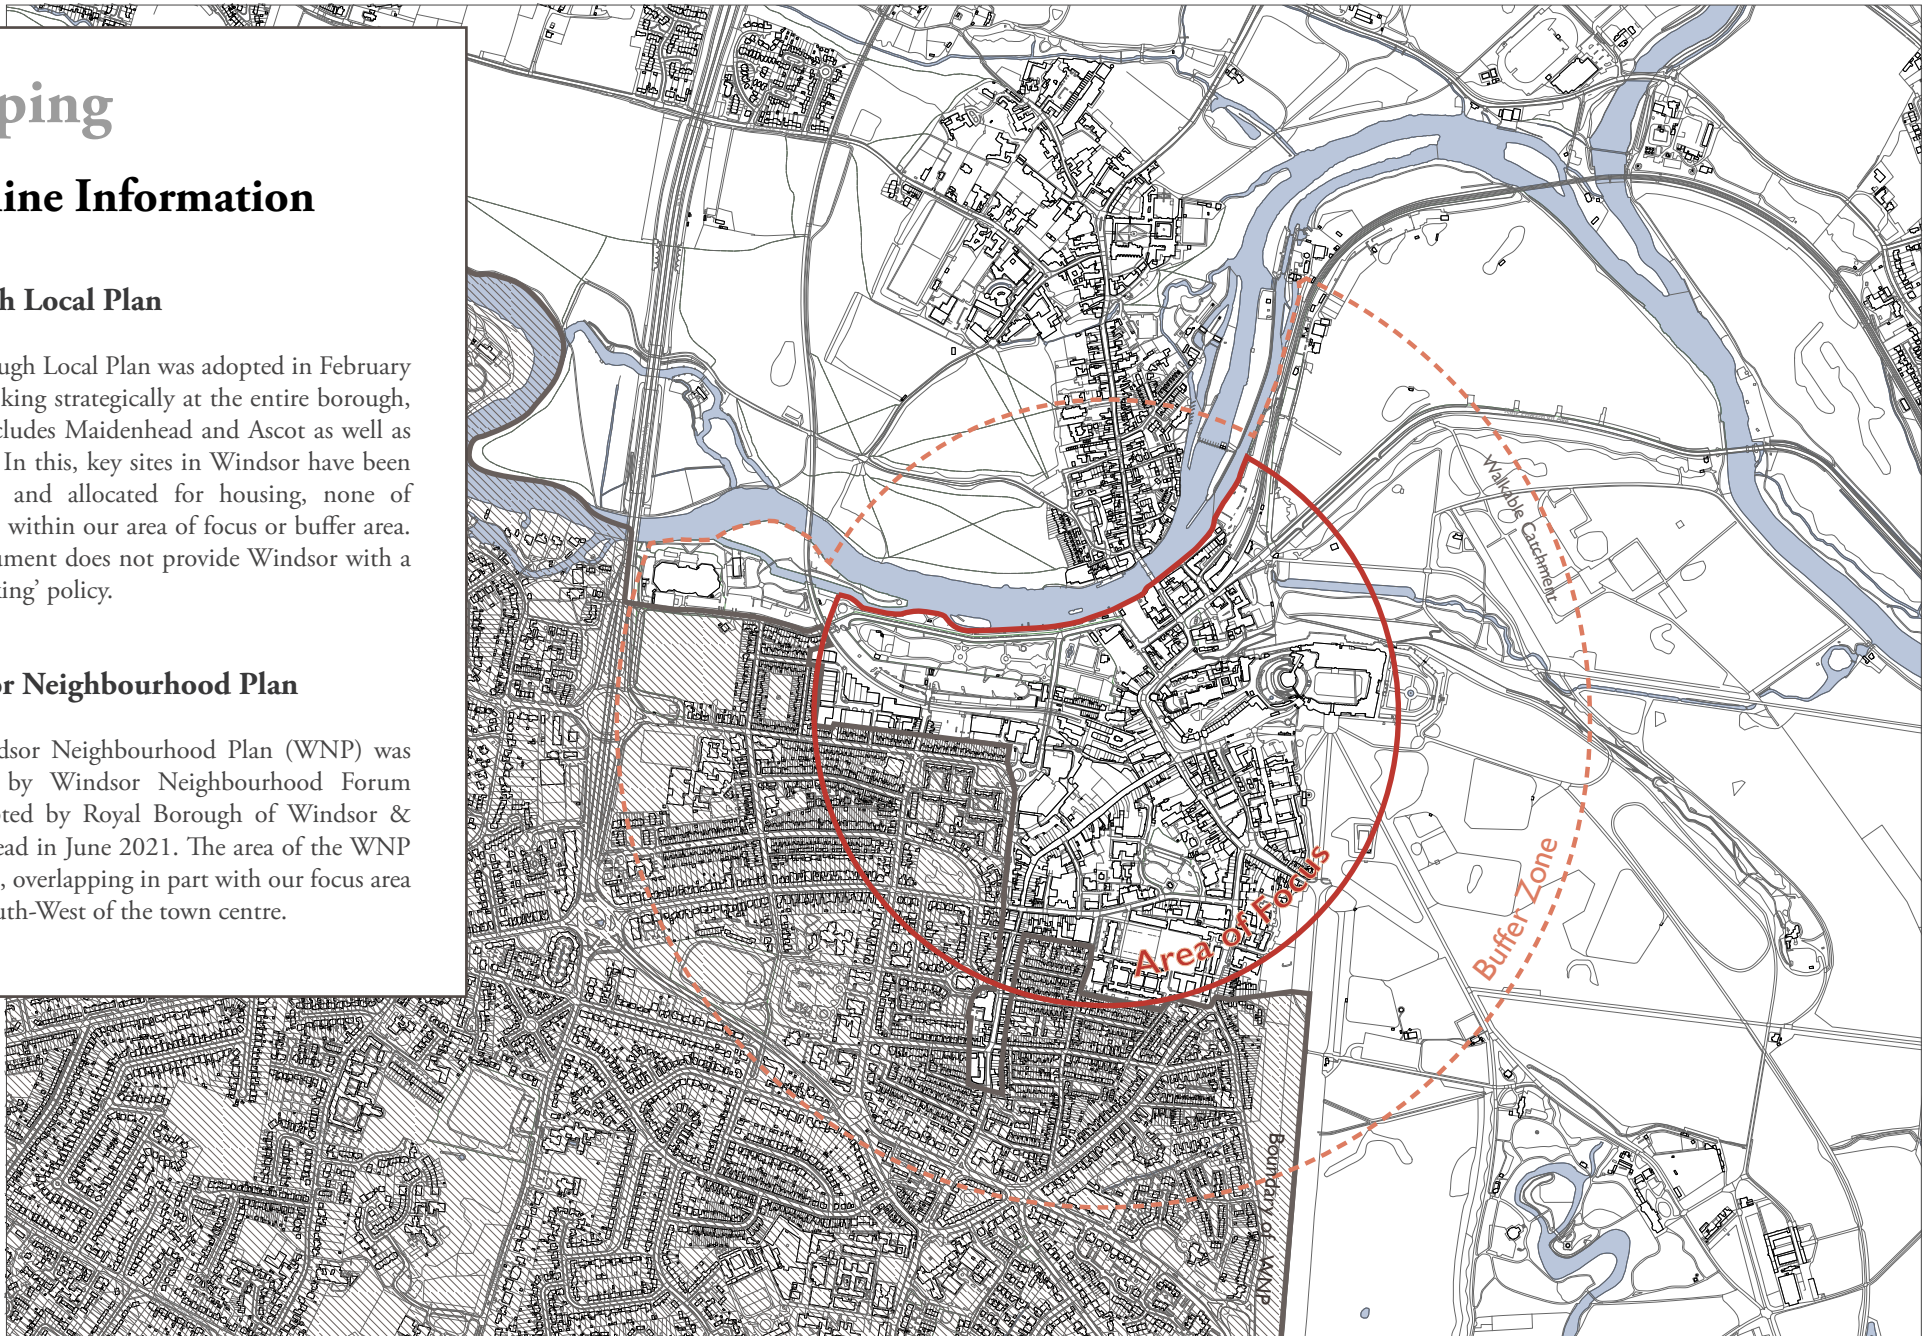 ping
line Information
h Local Plan
ugh Local Plan was adopted in February
king strategically at the entire borough,
cludes Maidenhead and Ascot as well as
In this, key sites in Windsor have been
and allocated for housing, none of
within our area of focus or buffer area.
ument does not provide Windsor with a
king’ policy.
or Neighbourhood Plan
dsor Neighbourhood Plan (WNP) was
by Windsor Neighbourhood Forum
ted by Royal Borough of Windsor &
ead in June 2021. The area of the WNP
, overlapping in part with our focus area
uth-West of the town centre.
Walkable Catchment
Buffer Zone
Area of Focus
Boundary of WNP